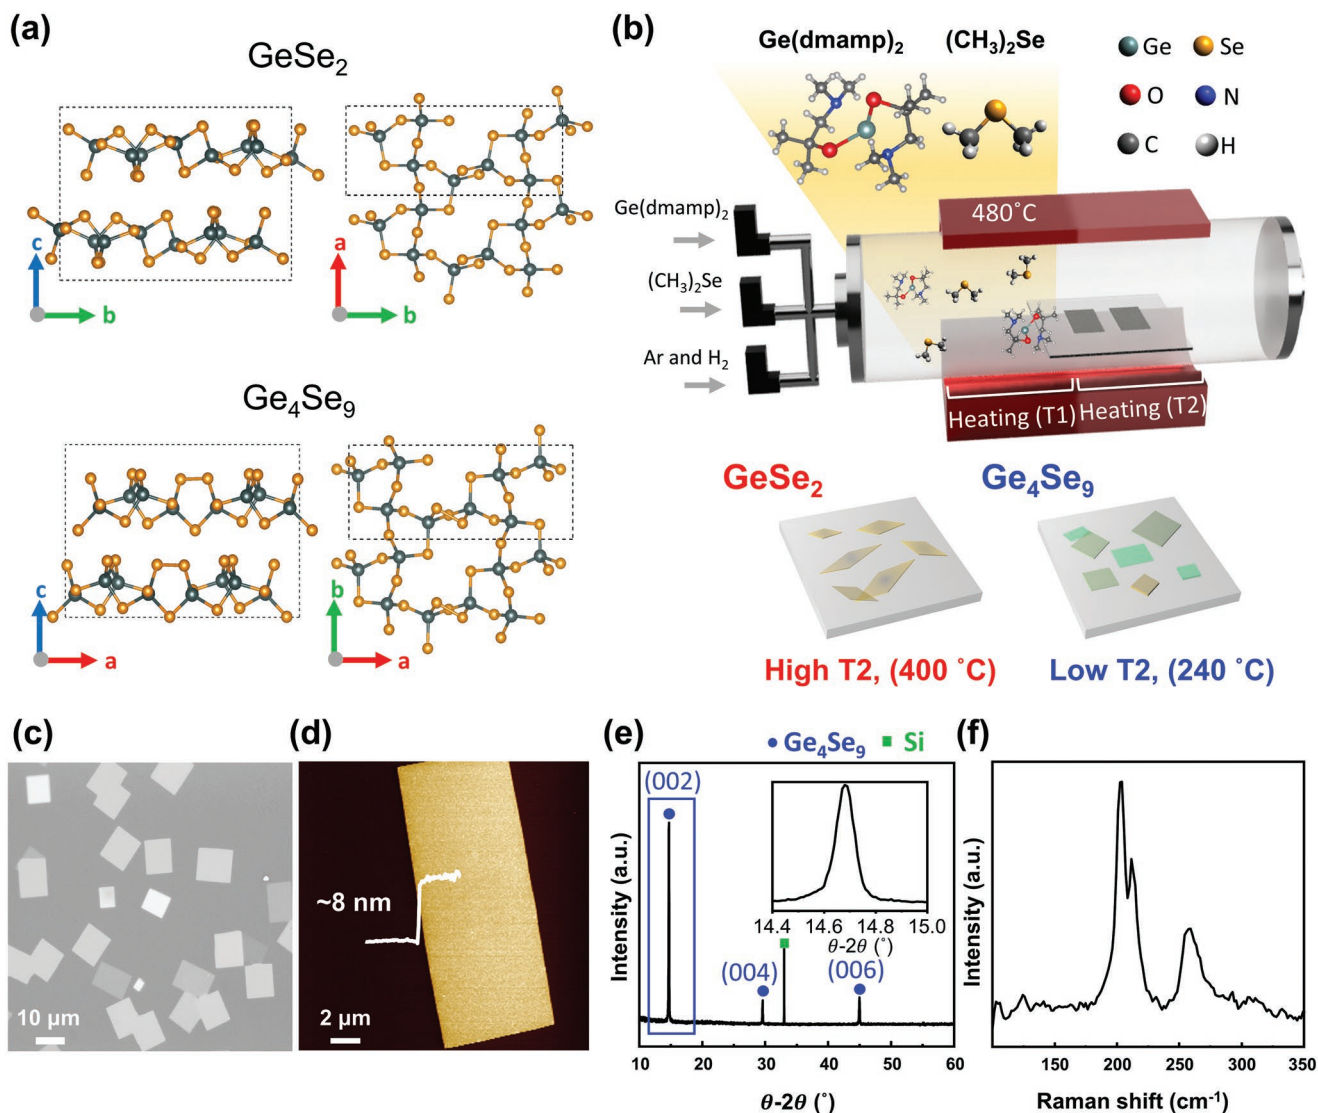 (a)
GeSe2
c
b
a
b
Ge4Se9
c
a
b
a
(b)
Ge(dmamp)2 (CH3)2Se
Ge Se
O N
C H
480˚C
Ge(dmamp)2
(CH3)2Se
Ar and H2
Heating (T1) Heating (T2)
GeSe2 Ge4Se9
High T2, (400 ˚C) Low T2, (240 ˚C)
(c)
10 μm
(d)
~8 nm
2 μm
(e)
Ge4Se9 Si
(002)
(004)
(006)
Intensity (a.u.)
14.4 14.6 14.8 15.0
θ-2θ (˚)
10 20 30 40 50 60
θ-2θ (˚)
(f)
Intensity (a.u.)
150 200 250 300 350
Raman shift (cm-1)